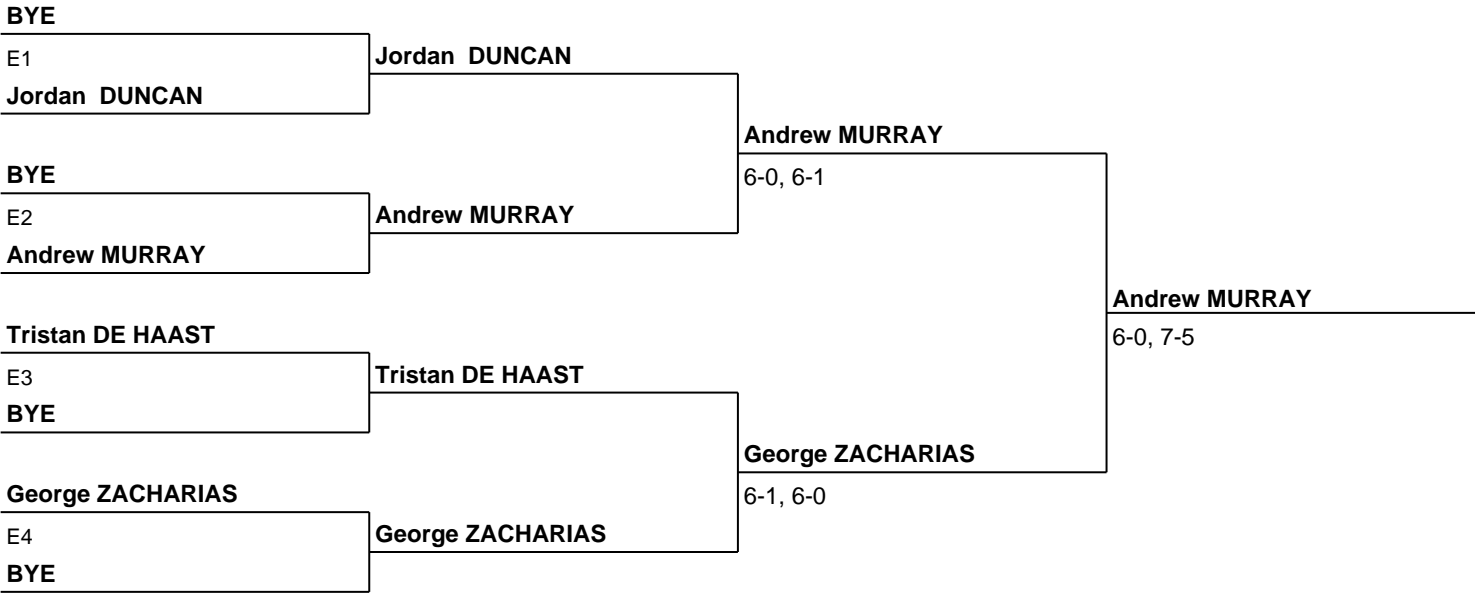 BYE
E1
Jordan  DUNCAN
Jordan  DUNCAN
BYE
E2
Andrew MURRAY
Andrew MURRAY
Andrew MURRAY
6-0, 6-1
Tristan DE HAAST
E3
BYE
Tristan DE HAAST
George ZACHARIAS
E4
BYE
George ZACHARIAS
George ZACHARIAS
6-1, 6-0
Andrew MURRAY
6-0, 7-5